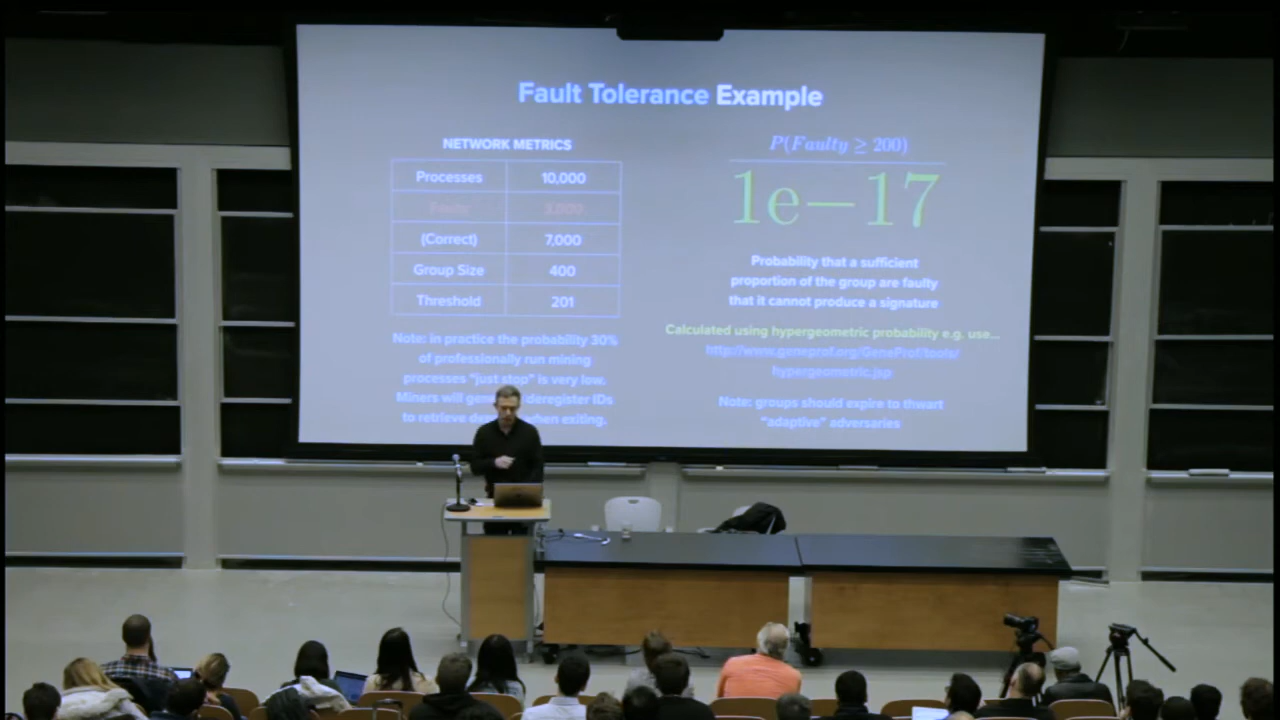 Fault Tolerance Example
NETWORK METRICS
Processes 10,000
Faulty 3,000
(Correct) 7,000
Group Size 400
Threshold 201
Note: in practice the probability 30%
of professionally run mining
processes "just stop" is very low.
Miners will deregister IDs
to retrieve when exiting.
P(Faulty ≥ 200)
1e−17
Probability that a sufficient
proportion of the group are faulty
that it cannot produce a signature
Calculated using hypergeometric probability e.g. use...
http://www.geneprof.org/GeneProf/tools/
hypergeometric.jsp
Note: groups should expire to thwart
"adaptive" adversaries